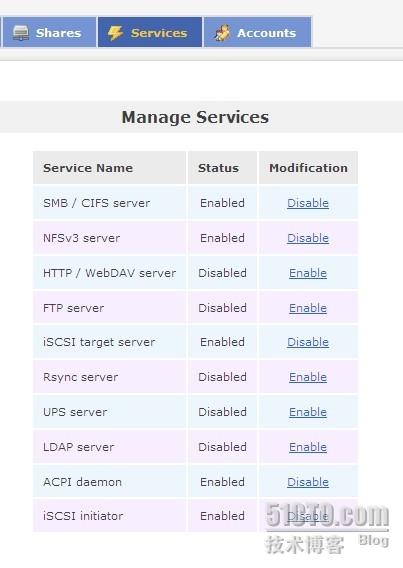 Shares Services Accounts
Manage Services
Service Name Status Modification
SMB / CIFS server Enabled Disable
NFSv3 server Enabled Disable
HTTP / WebDAV server Disabled Enable
FTP server Disabled Enable
iSCSI target server Enabled Disable
Rsync server Disabled Enable
UPS server Disabled Enable
LDAP server Disabled Enable
ACPI daemon Enabled Disable
iSCSI initiator Enabled Disable
51CTO.com
技术博客 Blog